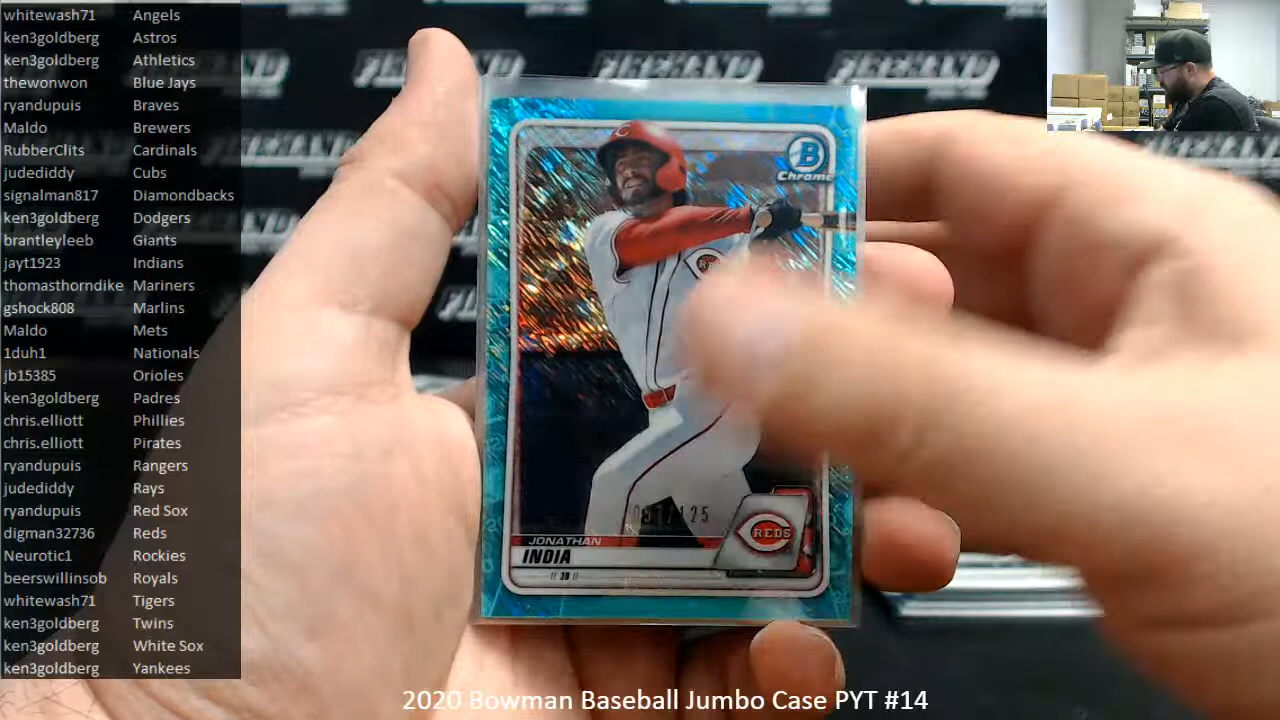 whitewash71 Angels
ken3goldberg Astros
ken3goldberg Athletics
thewonwon Blue Jays
ryandupuis Braves
Maldo Brewers
RubberClits Cardinals
judediddy Cubs
signalman817 Diamondbacks
ken3goldberg Dodgers
brantleyleeb Giants
jayt1923 Indians
thomasthorndike Mariners
gshock808 Marlins
Maldo Mets
1duh1 Nationals
jb15385 Orioles
ken3goldberg Padres
chris.elliott Phillies
chris.elliott Pirates
ryandupuis Rangers
judediddy Rays
ryandupuis Red Sox
digman32736 Reds
Neurotic1 Rockies
beerswillinsob Royals
whitewash71 Tigers
ken3goldberg Twins
ken3goldberg White Sox
ken3goldberg Yankees
FIREHAND
B
Chrome
REDS
JONATHAN
INDIA
// 3B //
2020 Bowman Baseball Jumbo Case PYT #14